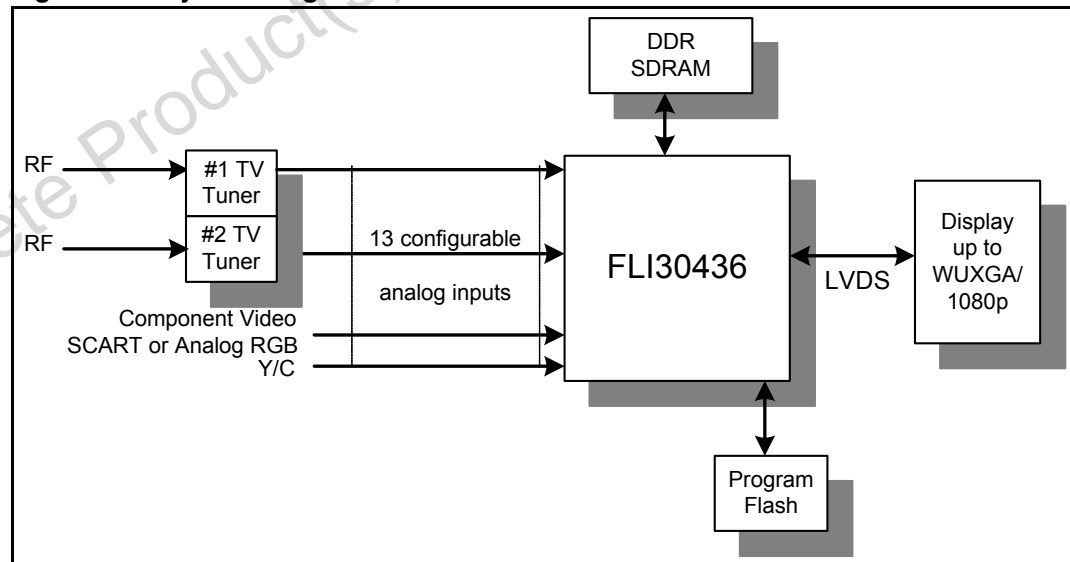 DDR
SDRAM
RF
#1 TV
Tuner
RF
#2 TV
Tuner
13 configurable
analog inputs
Component Video
SCART or Analog RGB
Y/C
FLI30436
LVDS
Display
up to
WUXGA/
1080p
Program
Flash